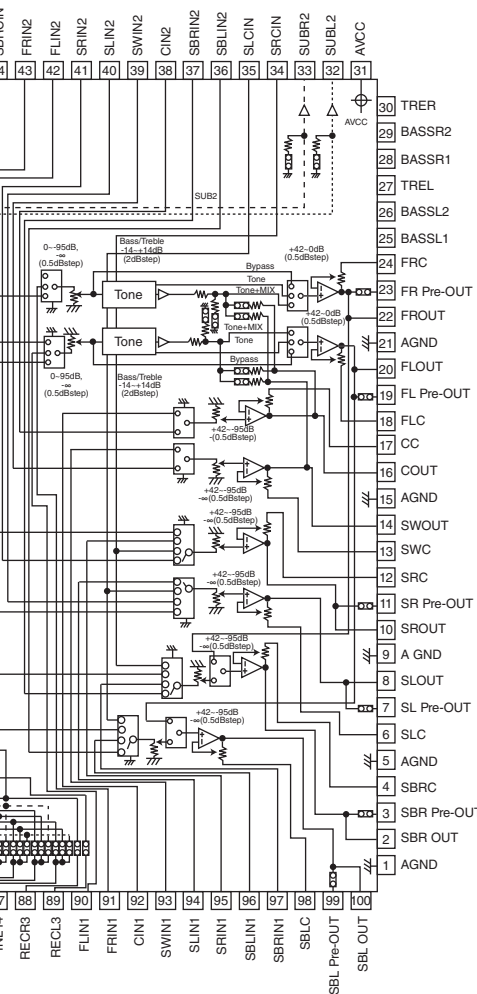 SBRCIN
FRIN2
FLIN2
SRIN2
SLIN2
SWIN2
CIN2
SBRIN2
SBLIN2
SLCIN
SRCIN
SUBR2
SUBL2
AVCC
43 42 41 40 39 38 37 36 35 34 33 32 31
AVCC
30 TRER
29 BASSR2
28 BASSR1
27 TREL
26 BASSL2
25 BASSL1
24 FRC
23 FR Pre-OUT
22 FROUT
21 AGND
20 FLOUT
19 FL Pre-OUT
18 FLC
17 CC
16 COUT
15 AGND
14 SWOUT
13 SWC
12 SRC
11 SR Pre-OUT
10 SROUT
9 A GND
8 SLOUT
7 SL Pre-OUT
6 SLC
5 AGND
4 SBRC
3 SBR Pre-OUT
2 SBR OUT
1 AGND
SUB2
0~-95dB,
-∞
(0.5dBstep)
Bass/Treble
-14~+14dB
(2dBstep)
+42~0dB
(0.5dBstep)
Bypass
Tone
Tone+MIX
Tone
+42~0dB
(0.5dBstep)
Tone
Tone+MIX
Tone
Bypass
0~-95dB,
-∞
(0.5dBstep)
Bass/Treble
-14~+14dB
(2dBstep)
+42~-95dB
-(0.5dBstep)
+42~-95dB
-∞(0.5dBstep)
+42~-95dB
-∞(0.5dBstep)
+42~-95dB
-∞(0.5dBstep)
+42~-95dB
-∞(0.5dBstep)
+42~-95dB
-∞(0.5dBstep)
88 89 90 91 92 93 94 95 96 97 98 99 100
RECR3
RECL3
FLIN1
FRIN1
CIN1
SWIN1
SLIN1
SRIN1
SBLIN1
SBRIN1
SBLC
SBL Pre-OUT
SBL OUT